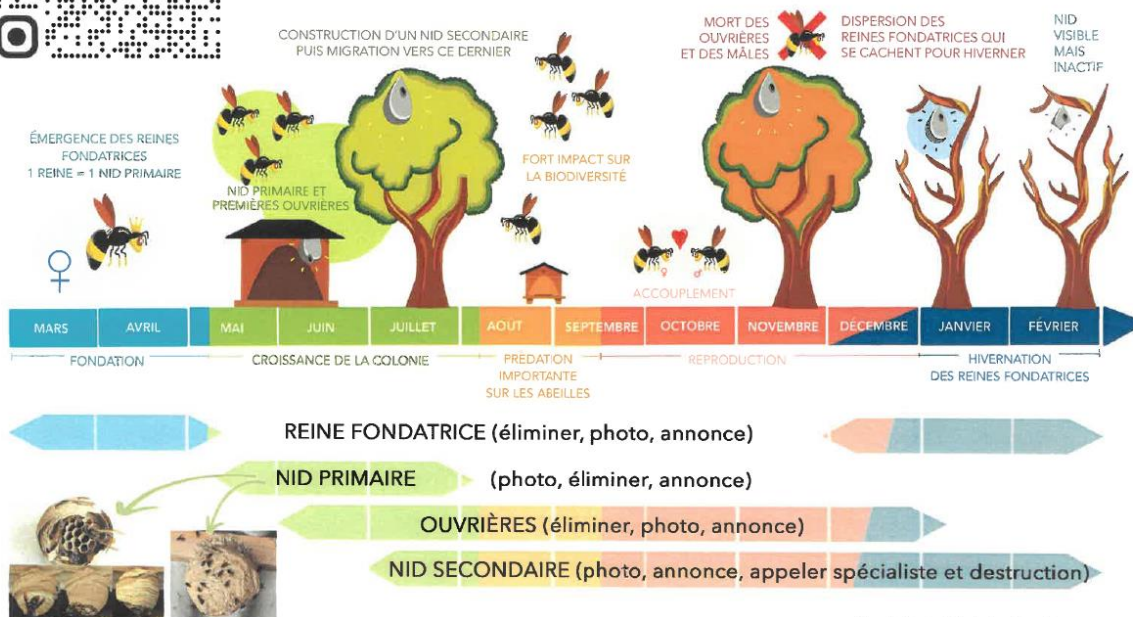 CONSTRUCTION D'UN NID SECONDAIRE
PUIS MIGRATION VERS CE DERNIER
MORT DES
OUVRIÈRES
ET DES MÂLES
DISPERSION DES
REINES FONDATRICES QUI
SE CACHENT POUR HIVERNER
NID
VISIBLE
MAIS
INACTIF
ÉMERGENCE DES REINES
FONDATRICES
1 REINE = 1 NID PRIMAIRE
NID PRIMAIRE ET
PREMIÈRES OUVRIÈRES
FORT IMPACT SUR
LA BIODIVERSITÉ
ACCOUPLEMENT
MARS
AVRIL
MAI
JUIN
JUILLET
AOUT
SEPTEMBRE
OCTOBRE
NOVEMBRE
DÉCEMBRE
JANVIER
FÉVRIER
FONDATION
CROISSANCE DE LA COLONIE
PRÉDATION
IMPORTANTE
SUR LES ABEILLES
REPRODUCTION
HIVERNATION
DES REINES FONDATRICES
REINE FONDATRICE (éliminer, photo, annonce)
NID PRIMAIRE (photo, éliminer, annonce)
OUVRIÈRES (éliminer, photo, annonce)
NID SECONDAIRE (photo, annonce, appeler spécialiste et destruction)